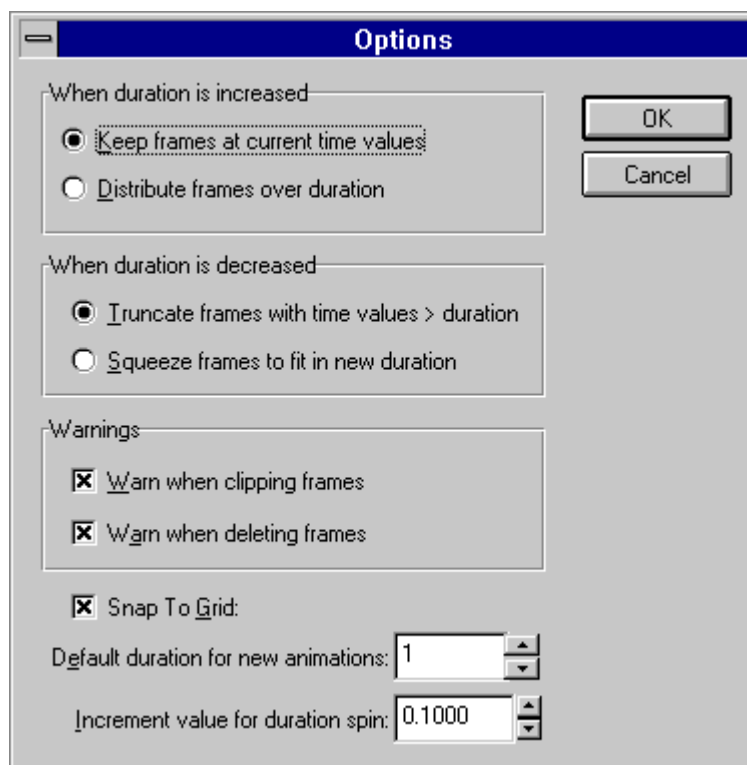 Options
When duration is increased
Keep frames at current time values
Distribute frames over duration
OK
Cancel
When duration is decreased
Truncate frames with time values > duration
Squeeze frames to fit in new duration
Warnings
Warn when clipping frames
Warn when deleting frames
Snap To Grid:
Default duration for new animations: 1
Increment value for duration spin: 0.1000